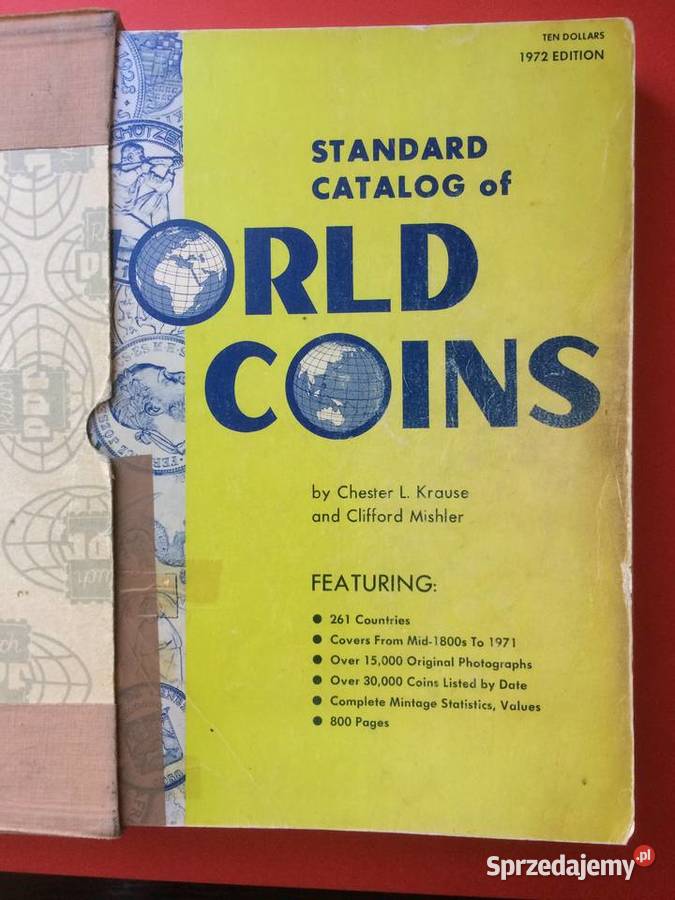 TEN DOLLARS
1972 EDITION
STANDARD
CATALOG of
WORLD
COINS
by Chester L. Krause
and Clifford Mishler
FEATURING:
● 261 Countries
● Covers From Mid-1800s To 1971
● Over 15,000 Original Photographs
● Over 30,000 Coins Listed by Date
● Complete Mintage Statistics, Values
● 800 Pages
Sprzedajemy.pl